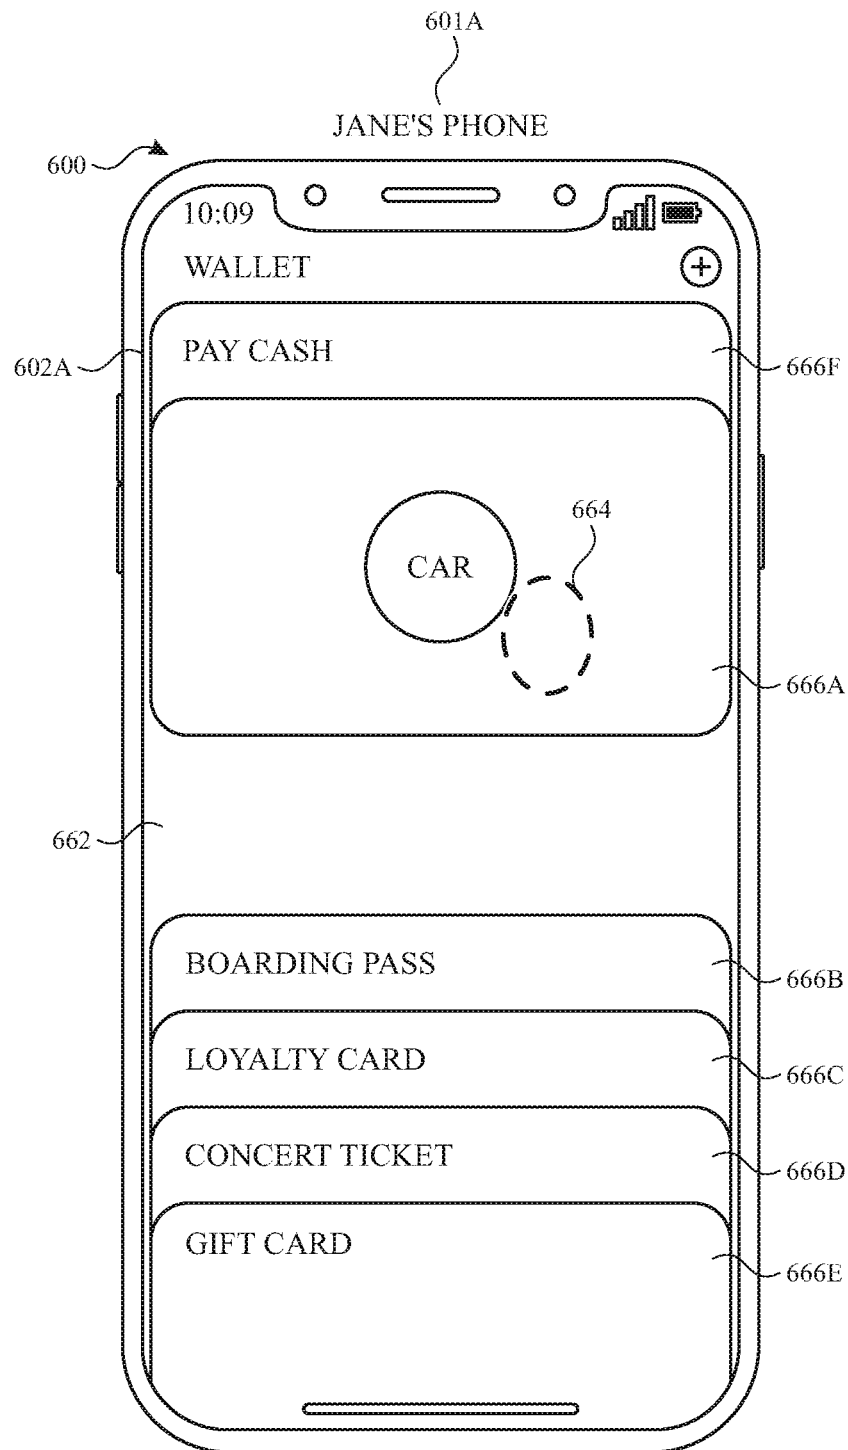 601A
JANE'S PHONE
600
10:09
WALLET
602A
PAY CASH
666F
664
CAR
666A
662
BOARDING PASS
666B
LOYALTY CARD
666C
CONCERT TICKET
666D
GIFT CARD
666E